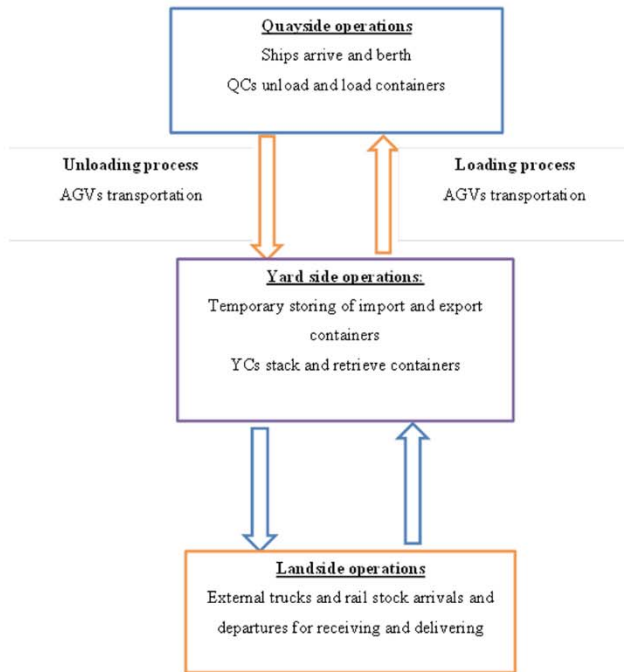 Quayside operations
Ships arrive and berth
QCs unload and load containers
Unloading process
AGVs transportation
Loading process
AGVs transportation
Yard side operations:
Temporary storing of import and export
containers
YCs stack and retrieve containers
Landside operations
External trucks and rail stock arrivals and
departures for receiving and delivering